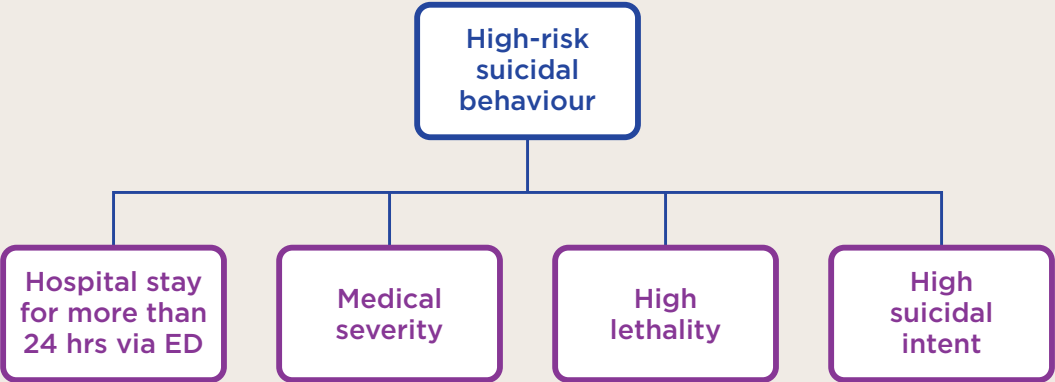 High-risk
suicidal
behaviour
Hospital stay
for more than
24 hrs via ED
Medical
severity
High
lethality
High
suicidal
intent